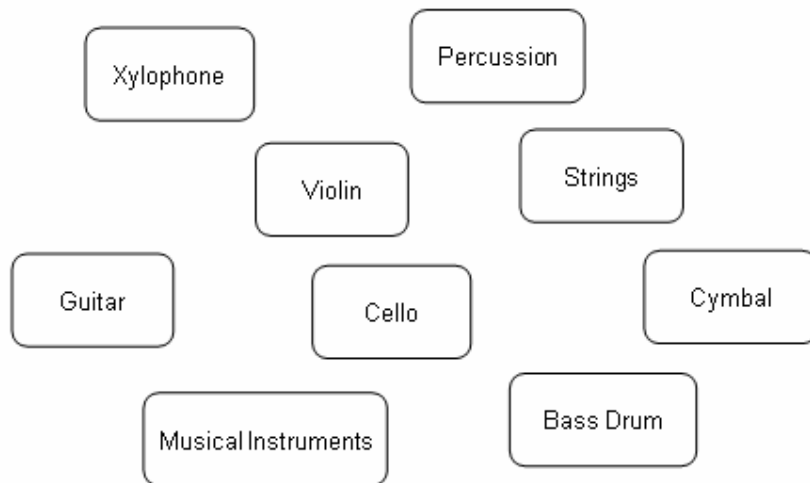 Percussion
Xylophone
Strings
Violin
Cymbal
Guitar
Cello
Bass Drum
Musical Instruments